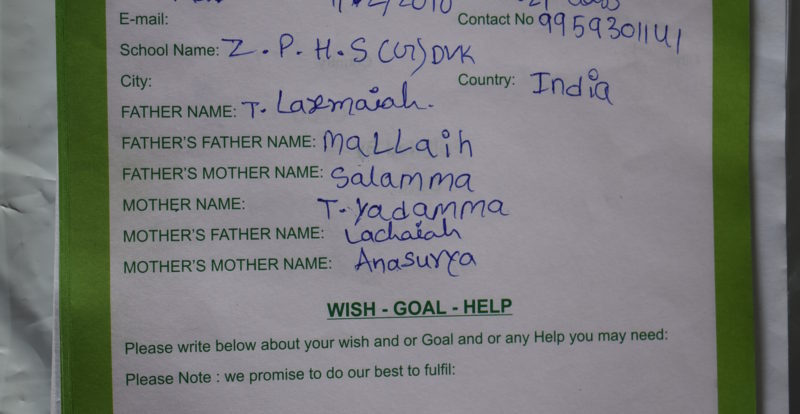 E-mail: Contact No 9959301141
School Name: Z.P.H.S (UT) DVK
City: Country: India
FATHER NAME: T. Laxmaiah.
FATHER'S FATHER NAME: MaLLaih
FATHER'S MOTHER NAME: Salamma
MOTHER NAME: T. Yadamma
MOTHER'S FATHER NAME: Lachaiah
MOTHER'S MOTHER NAME: Anasurya
WISH - GOAL - HELP
Please write below about your wish and or Goal and or any Help you may need:
Please Note : we promise to do our best to fulfil: